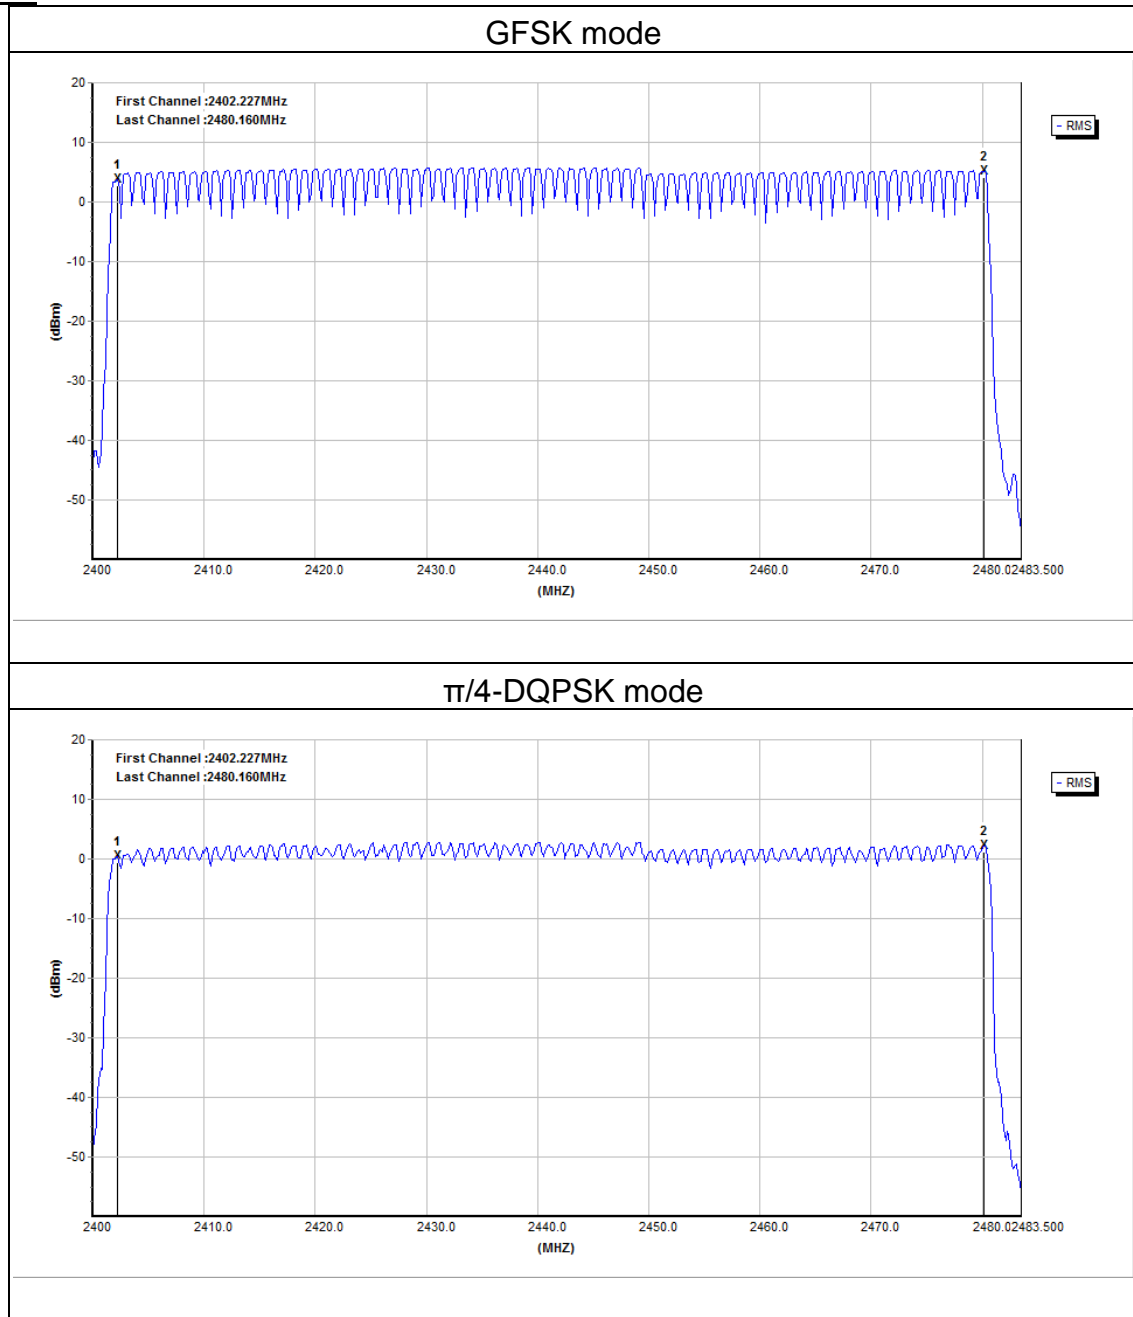 GFSK mode
First Channel :2402.227MHz
Last Channel :2480.160MHz
- RMS
20
10
0
-10
-20
-30
-40
-50
(dBm)
1
X
2
X
2400 2410.0 2420.0 2430.0 2440.0 2450.0 2460.0 2470.0 2480.02483.500
(MHZ)
π/4-DQPSK mode
First Channel :2402.227MHz
Last Channel :2480.160MHz
- RMS
20
10
0
-10
-20
-30
-40
-50
(dBm)
1
X
2
X
2400 2410.0 2420.0 2430.0 2440.0 2450.0 2460.0 2470.0 2480.02483.500
(MHZ)